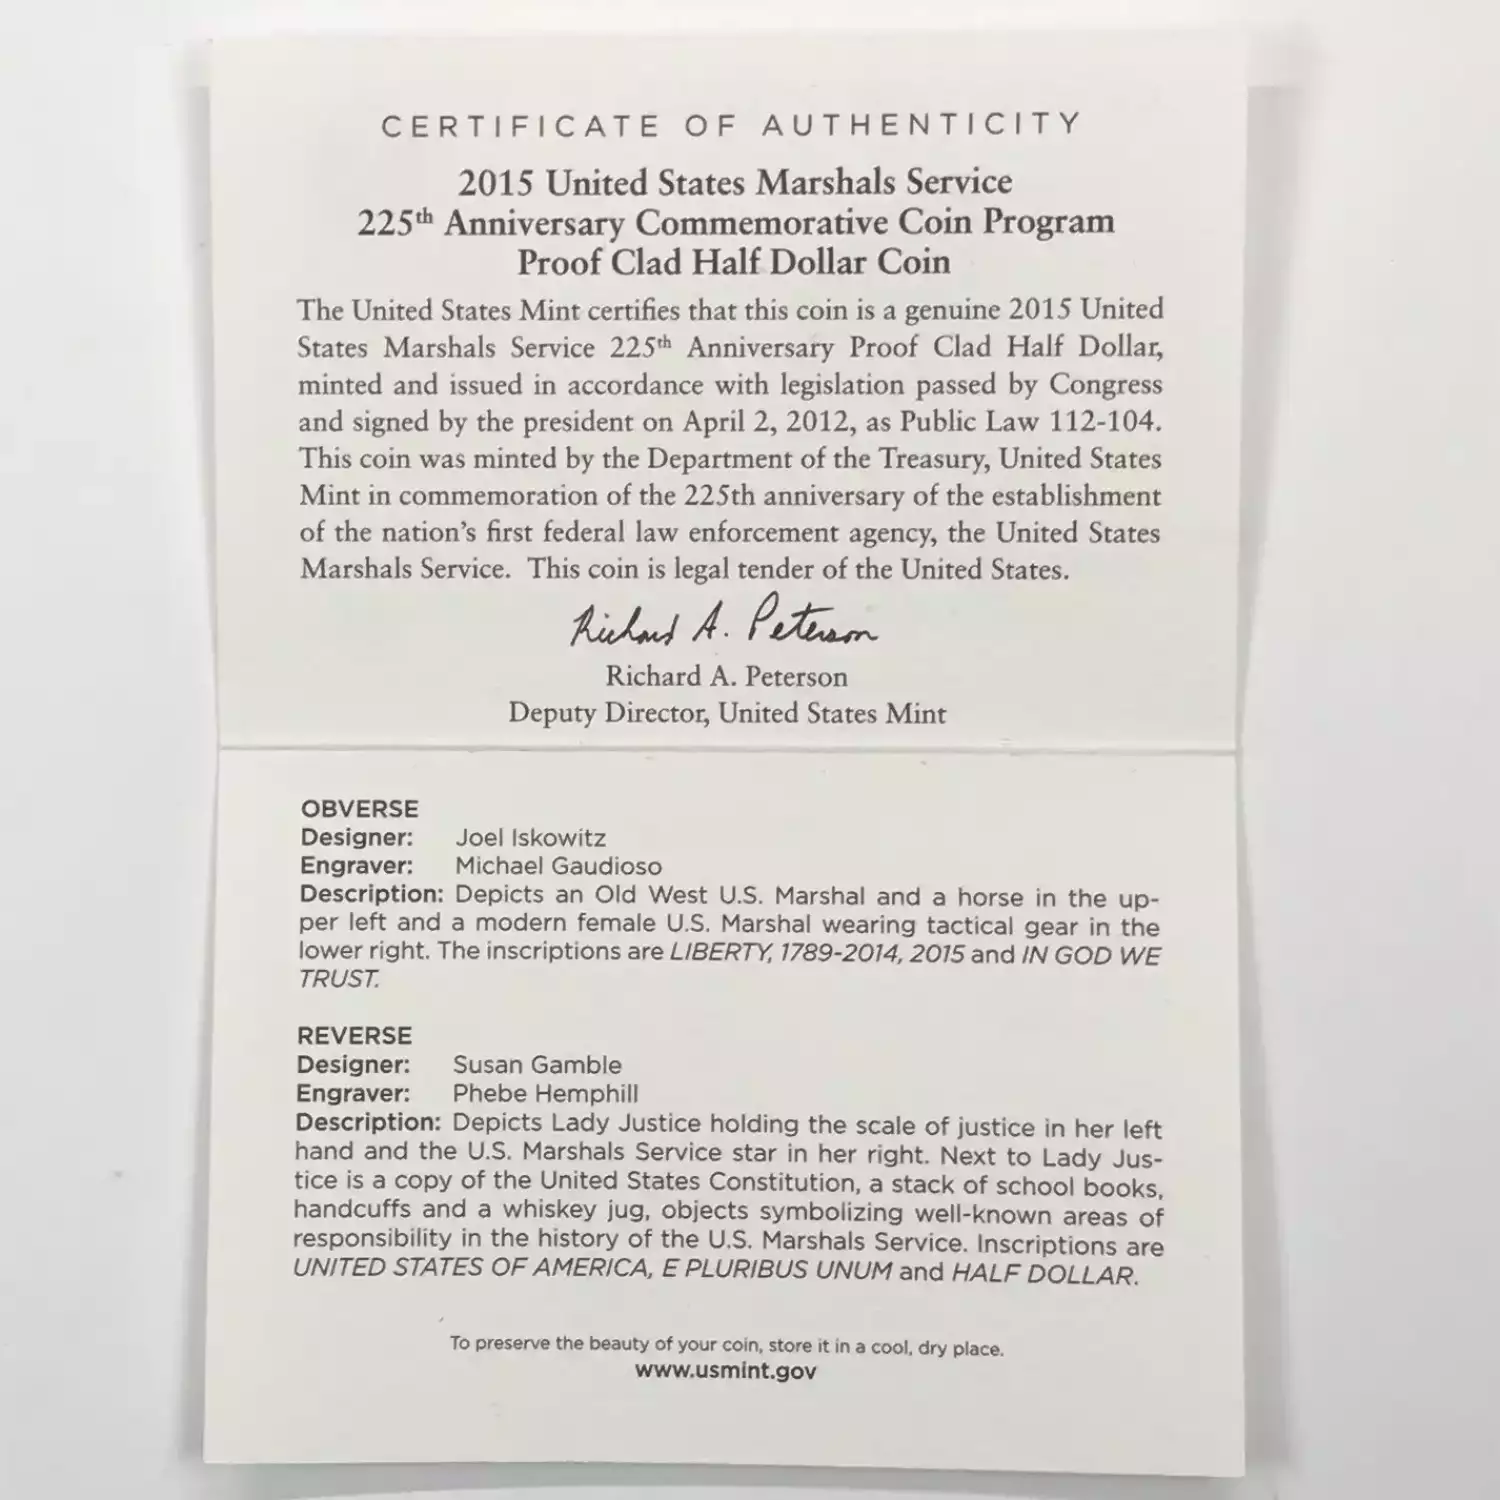 CERTIFICATE OF AUTHENTICITY
2015 United States Marshals Service
225th Anniversary Commemorative Coin Program
Proof Clad Half Dollar Coin
The United States Mint certifies that this coin is a genuine 2015 United
States Marshals Service 225th Anniversary Proof Clad Half Dollar,
minted and issued in accordance with legislation passed by Congress
and signed by the president on April 2, 2012, as Public Law 112-104.
This coin was minted by the Department of the Treasury, United States
Mint in commemoration of the 225th anniversary of the establishment
of the nation's first federal law enforcement agency, the United States
Marshals Service. This coin is legal tender of the United States.
Richard A. Peterson
Richard A. Peterson
Deputy Director, United States Mint
OBVERSE
Designer: Joel Iskowitz
Engraver: Michael Gaudioso
Description: Depicts an Old West U.S. Marshal and a horse in the up-
per left and a modern female U.S. Marshal wearing tactical gear in the
lower right. The inscriptions are LIBERTY, 1789-2014, 2015 and IN GOD WE
TRUST.
REVERSE
Designer: Susan Gamble
Engraver: Phebe Hemphill
Description: Depicts Lady Justice holding the scale of justice in her left
hand and the U.S. Marshals Service star in her right. Next to Lady Jus-
tice is a copy of the United States Constitution, a stack of school books,
handcuffs and a whiskey jug, objects symbolizing well-known areas of
responsibility in the history of the U.S. Marshals Service. Inscriptions are
UNITED STATES OF AMERICA, E PLURIBUS UNUM and HALF DOLLAR.
To preserve the beauty of your coin, store it in a cool, dry place.
www.usmint.gov